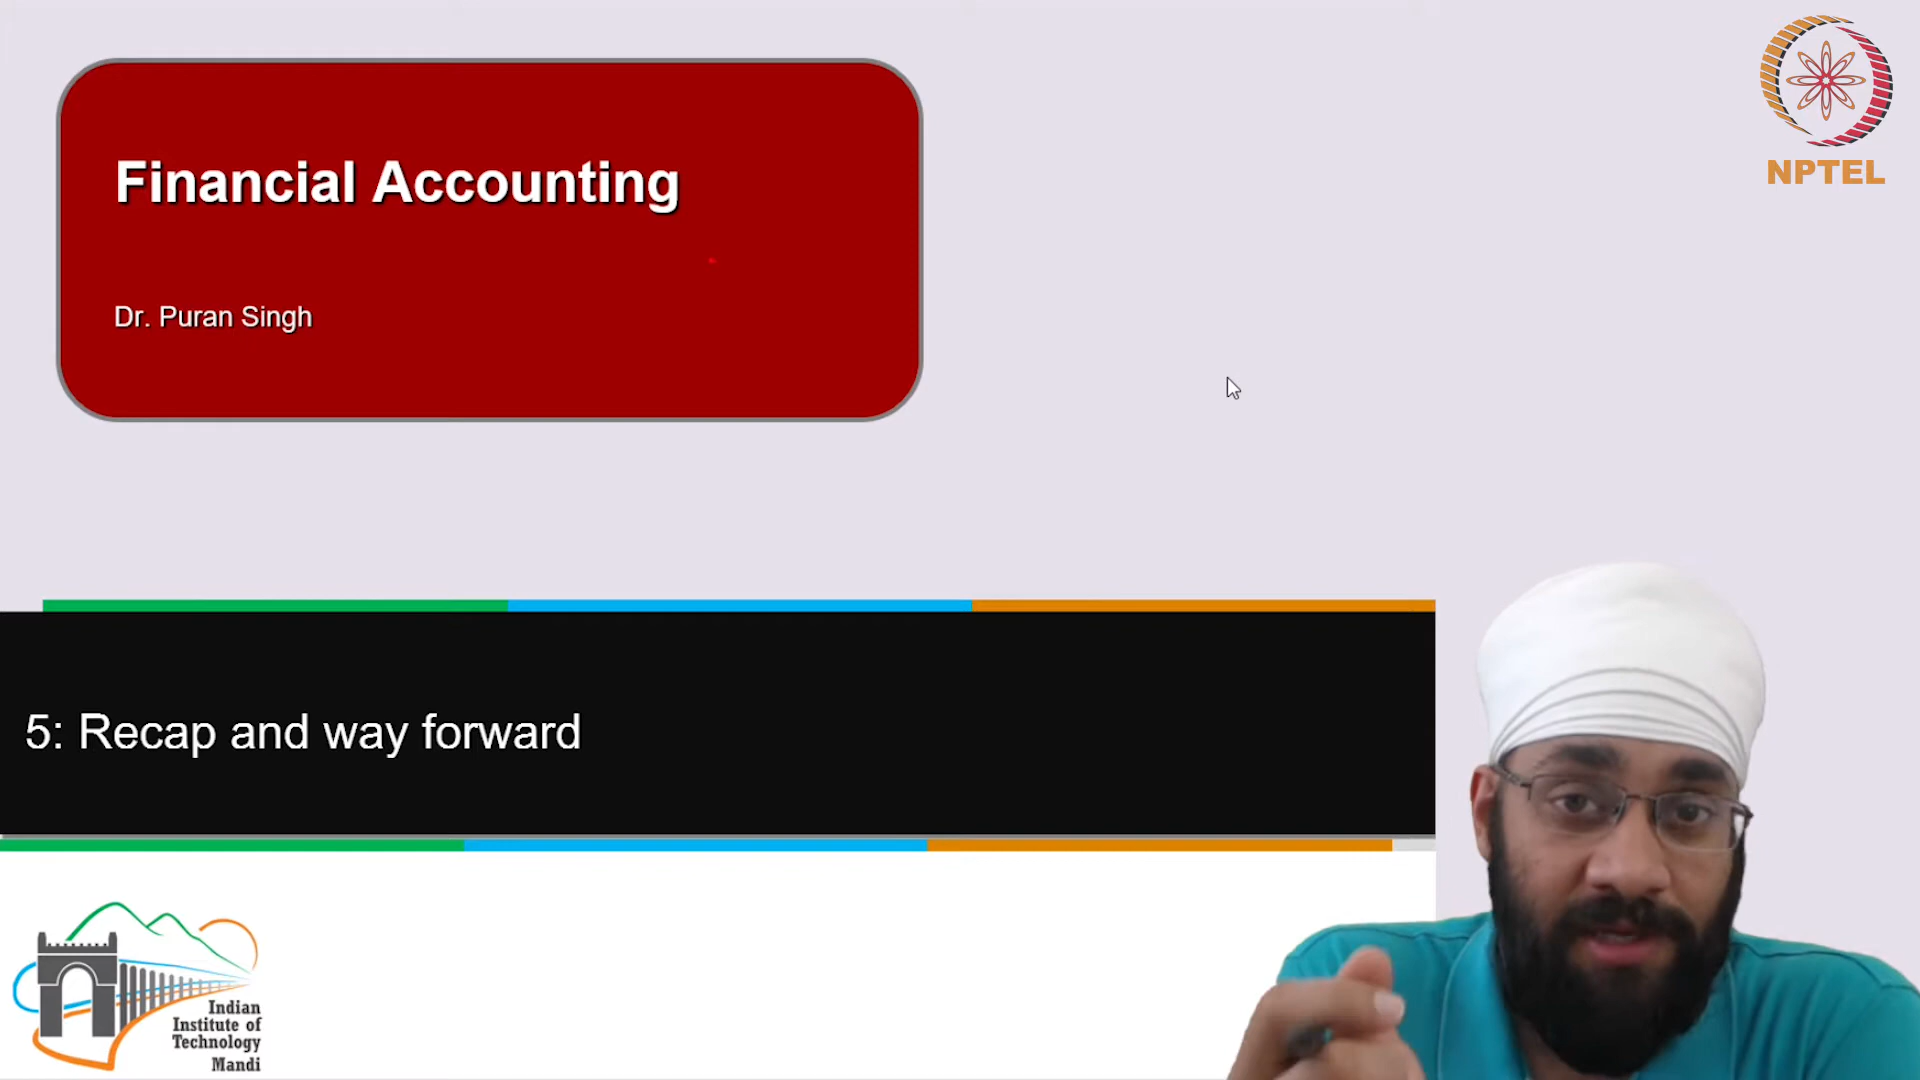 Financial Accounting
NPTEL
Dr. Puran Singh
5: Recap and way forward
Indian
Institute of
Technology
Mandi